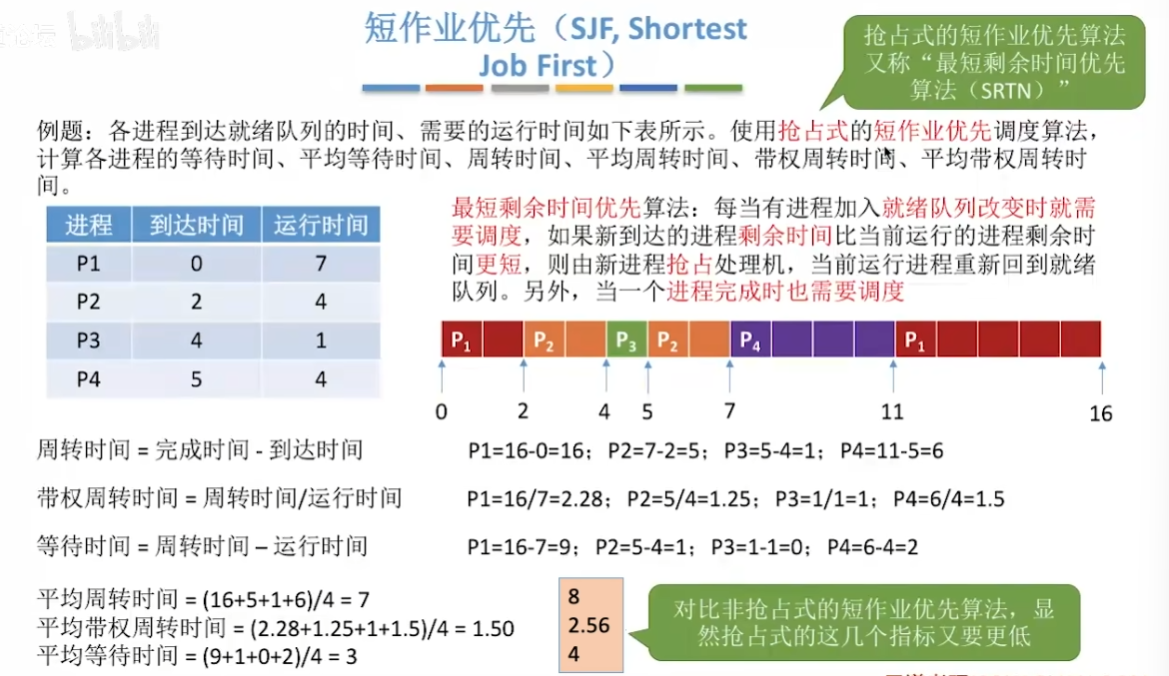 论坛 bilibili
短作业优先（SJF, Shortest
Job First）
抢占式的短作业优先算法
又称“最短剩余时间优先
算法（SRTN）”
例题：各进程到达就绪队列的时间、需要的运行时间如下表所示。使用抢占式的短作业优先调度算法，
计算各进程的等待时间、平均等待时间、周转时间、平均周转时间、带权周转时间、平均带权周转时
间。
进程 到达时间 运行时间
P1 0 7
P2 2 4
P3 4 1
P4 5 4
最短剩余时间优先算法：每当有进程加入就绪队列改变时就需
要调度，如果新到达的进程剩余时间比当前运行的进程剩余时
间更短，则由新进程抢占处理机，当前运行进程重新回到就绪
队列。另外，当一个进程完成时也需要调度
P1 P2 P3 P2 P4 P1
0 2 4 5 7 11 16
周转时间 = 完成时间 - 到达时间
P1=16-0=16；P2=7-2=5；P3=5-4=1；P4=11-5=6
带权周转时间 = 周转时间/运行时间
P1=16/7=2.28；P2=5/4=1.25；P3=1/1=1；P4=6/4=1.5
等待时间 = 周转时间 – 运行时间
P1=16-7=9；P2=5-4=1；P3=1-1=0；P4=6-4=2
平均周转时间 = (16+5+1+6)/4 = 7
平均带权周转时间 = (2.28+1.25+1+1.5)/4 = 1.50
平均等待时间 = (9+1+0+2)/4 = 3
8
2.56
4
对比非抢占式的短作业优先算法，显
然抢占式的这几个指标又要更低